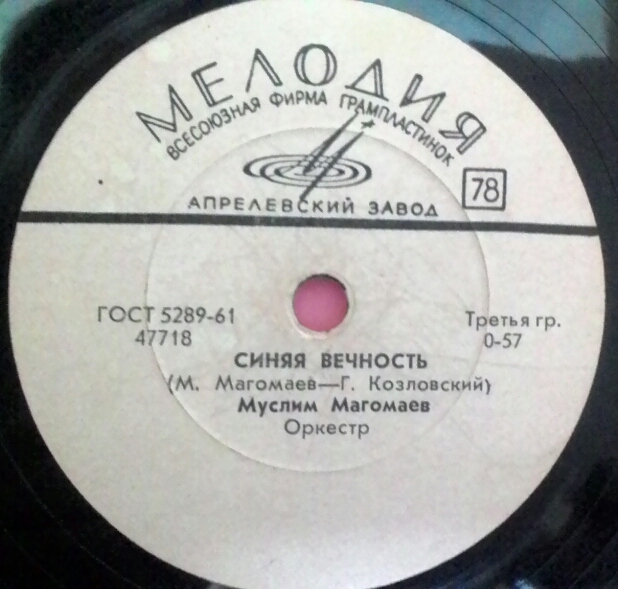 МЕЛОДИЯ
ВСЕСОЮЗНАЯ ФИРМА ГРАМПЛАСТИНОК
78
АПРЕЛЕВСКИЙ ЗАВОД
ГОСТ 5289-61
47718
Третья гр.
0-57
СИНЯЯ ВЕЧНОСТЬ
(М. Магомаев—Г. Козловский)
Муслим Магомаев
Оркестр